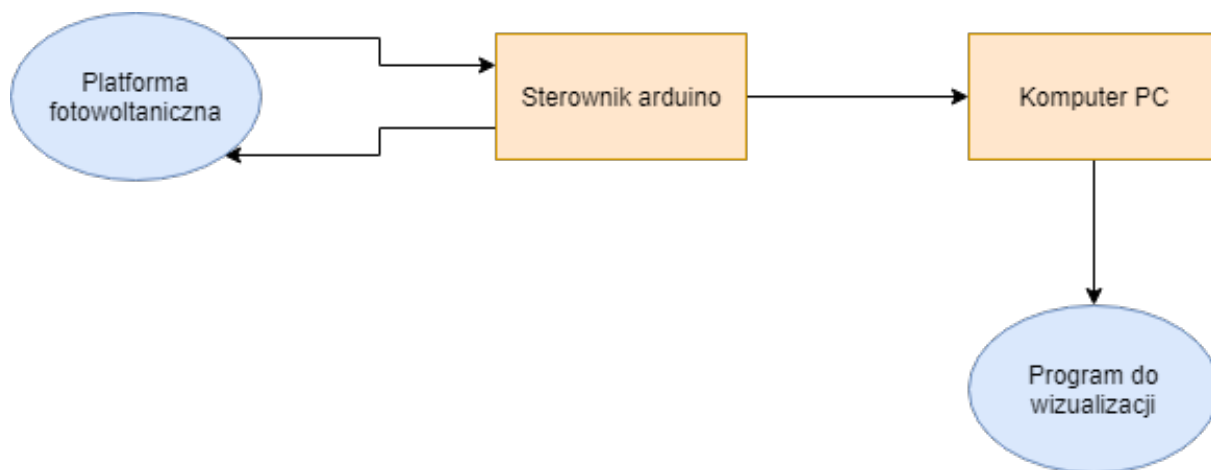 Platforma
fotowoltaniczna
Sterownik arduino
Komputer PC
Program do
wizualizacji